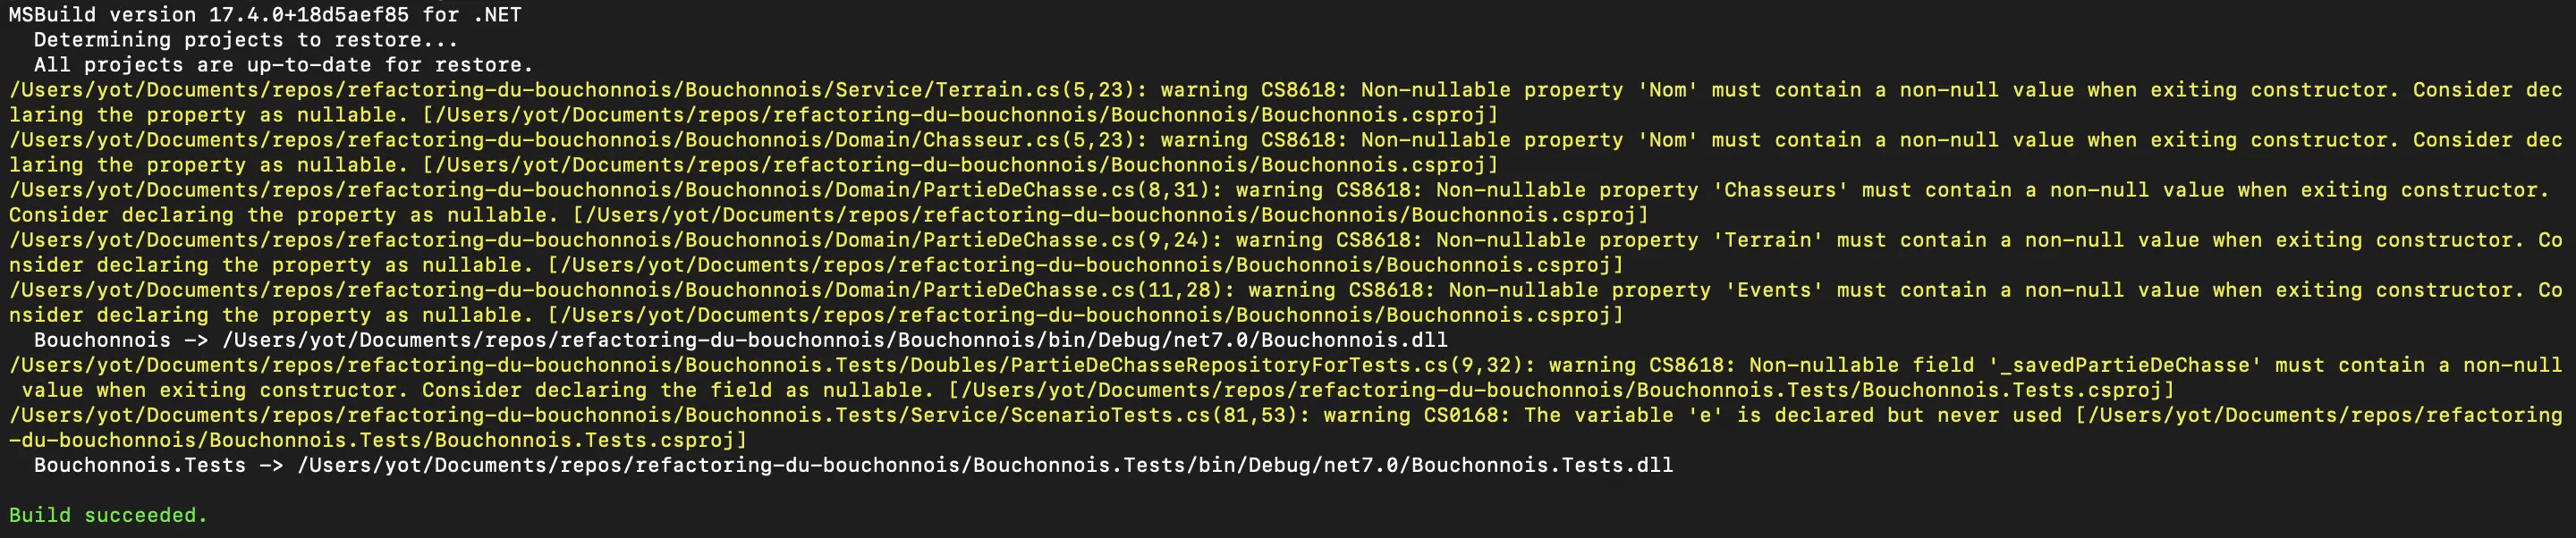 MSBuild version 17.4.0+18d5aef85 for .NET
  Determining projects to restore...
  All projects are up-to-date for restore.
/Users/yot/Documents/repos/refactoring-du-bouchonnois/Bouchonnois/Service/Terrain.cs(5,23): warning CS8618: Non-nullable property 'Nom' must contain a non-null value when exiting constructor. Consider dec
laring the property as nullable. [/Users/yot/Documents/repos/refactoring-du-bouchonnois/Bouchonnois/Bouchonnois.csproj]
/Users/yot/Documents/repos/refactoring-du-bouchonnois/Bouchonnois/Domain/Chasseur.cs(5,23): warning CS8618: Non-nullable property 'Nom' must contain a non-null value when exiting constructor. Consider dec
laring the property as nullable. [/Users/yot/Documents/repos/refactoring-du-bouchonnois/Bouchonnois/Bouchonnois.csproj]
/Users/yot/Documents/repos/refactoring-du-bouchonnois/Bouchonnois/Domain/PartieDeChasse.cs(8,31): warning CS8618: Non-nullable property 'Chasseurs' must contain a non-null value when exiting constructor.
Consider declaring the property as nullable. [/Users/yot/Documents/repos/refactoring-du-bouchonnois/Bouchonnois/Bouchonnois.csproj]
/Users/yot/Documents/repos/refactoring-du-bouchonnois/Bouchonnois/Domain/PartieDeChasse.cs(9,24): warning CS8618: Non-nullable property 'Terrain' must contain a non-null value when exiting constructor. Co
nsider declaring the property as nullable. [/Users/yot/Documents/repos/refactoring-du-bouchonnois/Bouchonnois/Bouchonnois.csproj]
/Users/yot/Documents/repos/refactoring-du-bouchonnois/Bouchonnois/Domain/PartieDeChasse.cs(11,28): warning CS8618: Non-nullable property 'Events' must contain a non-null value when exiting constructor. Co
nsider declaring the property as nullable. [/Users/yot/Documents/repos/refactoring-du-bouchonnois/Bouchonnois/Bouchonnois.csproj]
  Bouchonnois -> /Users/yot/Documents/repos/refactoring-du-bouchonnois/Bouchonnois/bin/Debug/net7.0/Bouchonnois.dll
/Users/yot/Documents/repos/refactoring-du-bouchonnois/Bouchonnois.Tests/Doubles/PartieDeChasseRepositoryForTests.cs(9,32): warning CS8618: Non-nullable field '_savedPartieDeChasse' must contain a non-null
 value when exiting constructor. Consider declaring the field as nullable. [/Users/yot/Documents/repos/refactoring-du-bouchonnois/Bouchonnois.Tests/Bouchonnois.Tests.csproj]
/Users/yot/Documents/repos/refactoring-du-bouchonnois/Bouchonnois.Tests/Service/ScenarioTests.cs(81,53): warning CS0168: The variable 'e' is declared but never used [/Users/yot/Documents/repos/refactoring
-du-bouchonnois/Bouchonnois.Tests/Bouchonnois.Tests.csproj]
  Bouchonnois.Tests -> /Users/yot/Documents/repos/refactoring-du-bouchonnois/Bouchonnois.Tests/bin/Debug/net7.0/Bouchonnois.Tests.dll
Build succeeded.